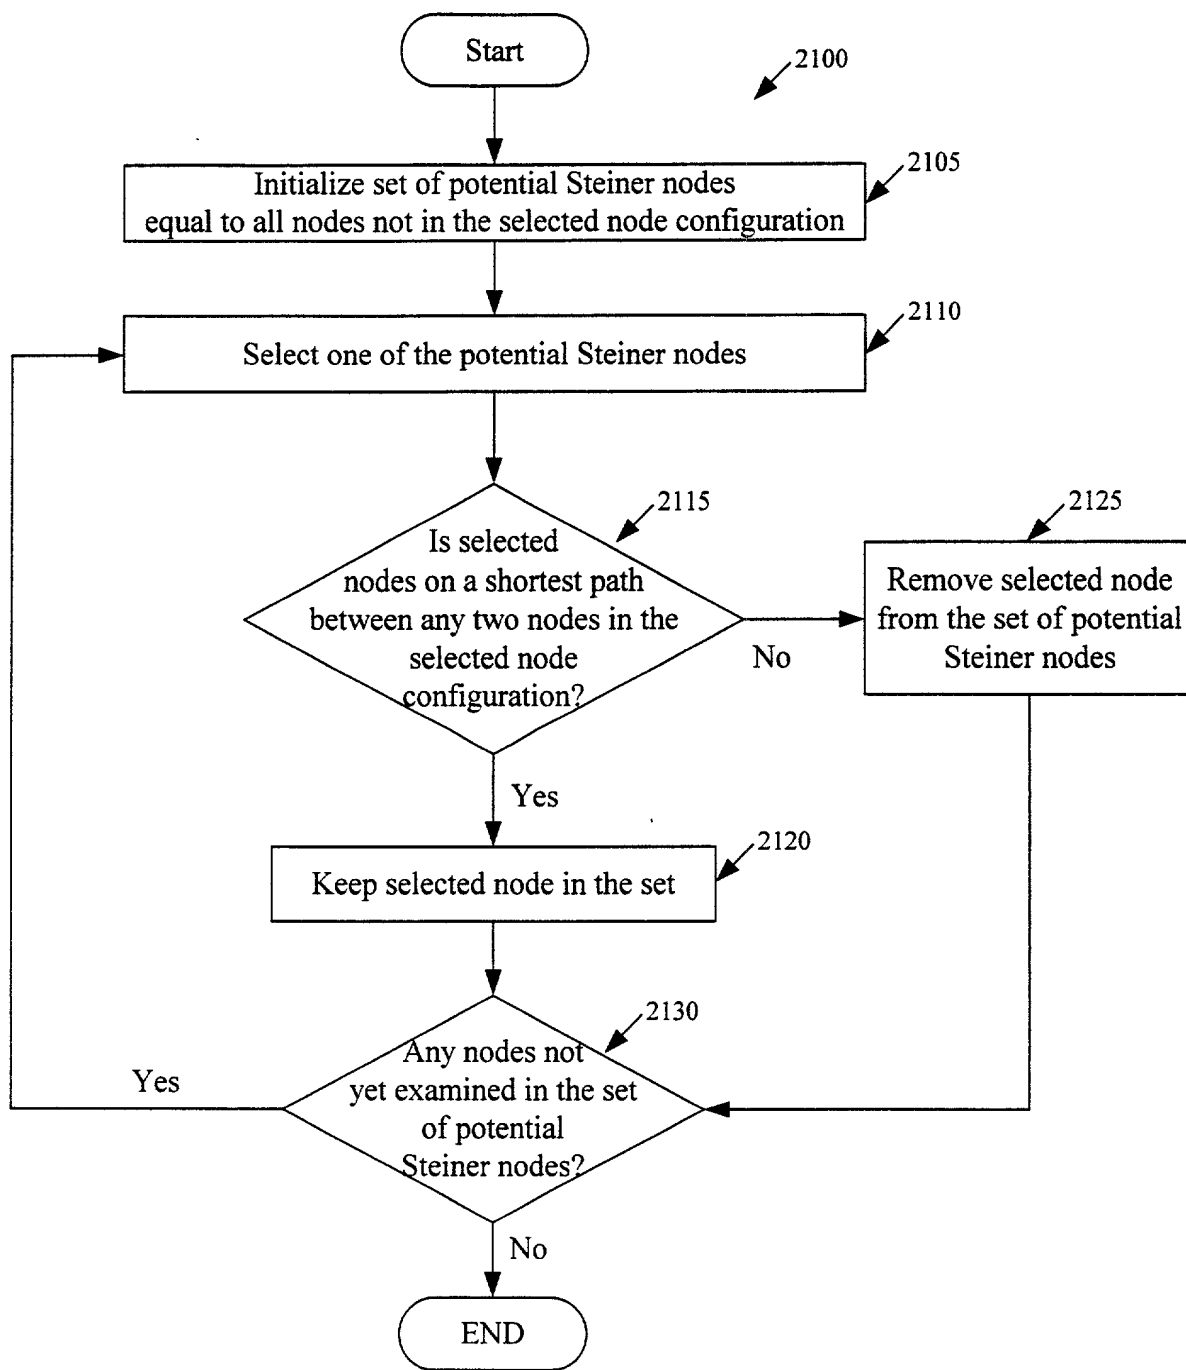 Start
2100
2105
Initialize set of potential Steiner nodes
equal to all nodes not in the selected node configuration
2110
Select one of the potential Steiner nodes
2115
Is selected
nodes on a shortest path
between any two nodes in the
selected node
configuration?
No
2125
Remove selected node
from the set of potential
Steiner nodes
Yes
2120
Keep selected node in the set
2130
Any nodes not
yet examined in the set
of potential
Steiner nodes?
Yes
No
END